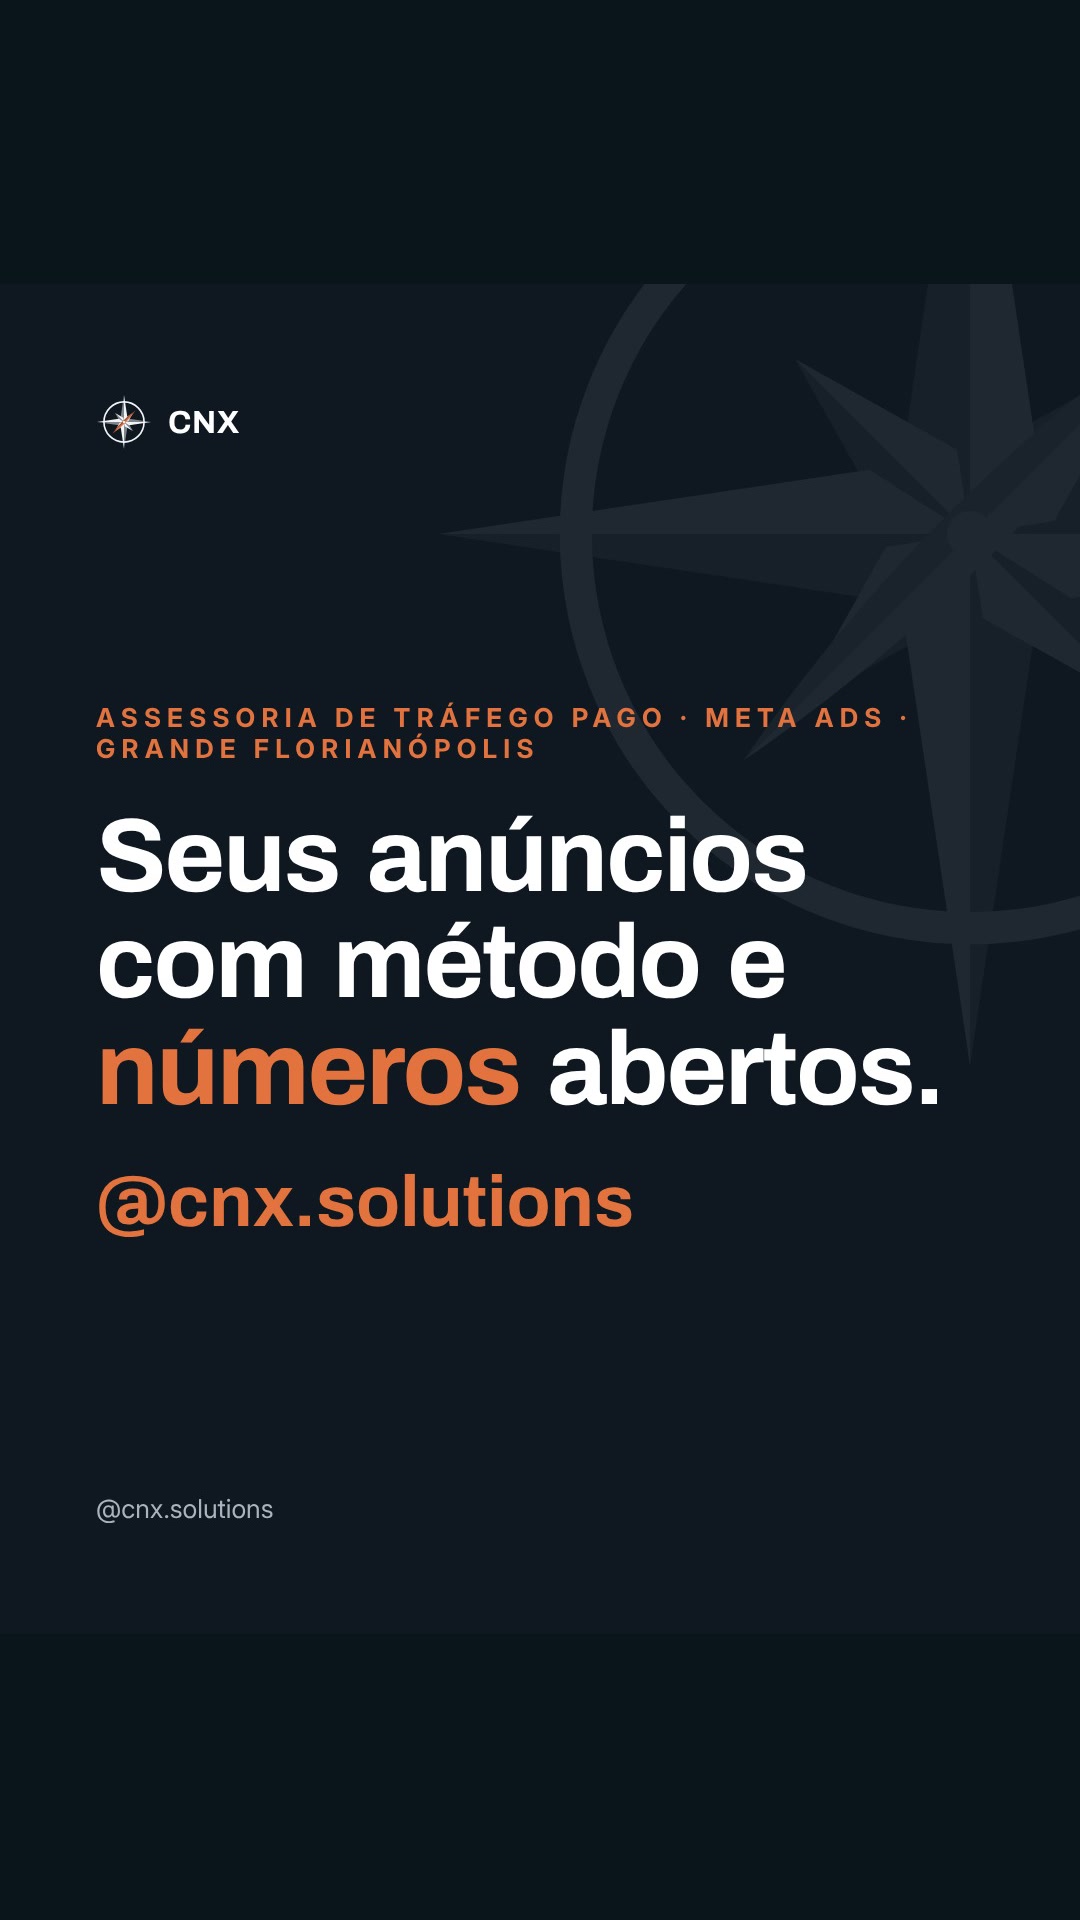 CNX
ASSESSORIA DE TRÁFEGO PAGO · META ADS ·
GRANDE FLORIANÓPOLIS
Seus anúncios
com método e
números abertos.
@cnx.solutions
@cnx.solutions